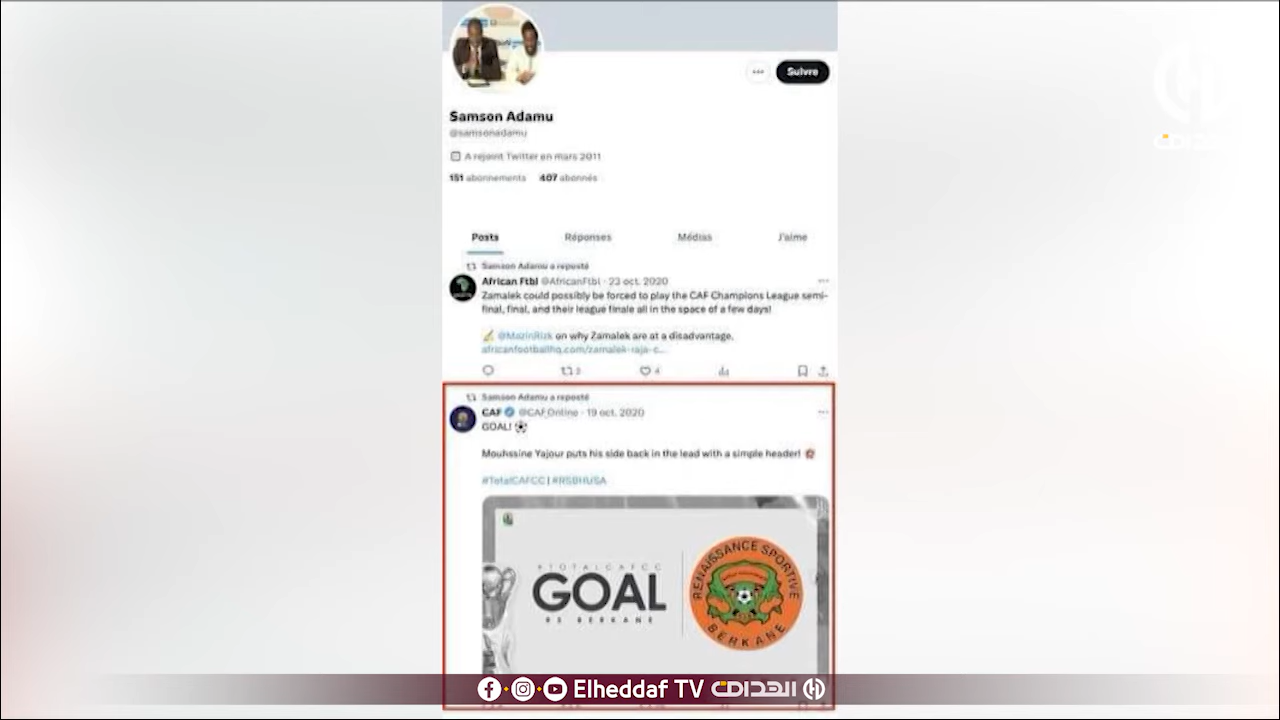 Suivre
Samson Adamu
@samsonadamu
A rejoint Twitter en mars 2011
151 abonnements 407 abonnés
Posts Réponses Médias J'aime
Samson Adamu a reposté
African Ftbl @AfricanFtbl · 23 oct. 2020
Zamalek could possibly be forced to play the CAF Champions League semi-
final, final, and their league finale all in the space of a few days!
@MazinRizk on why Zamalek are at a disadvantage.
africanfootballhq.com/zamalek-raja-c...
3 4
Samson Adamu a reposté
CAF @CAF_Online · 19 oct. 2020
GOAL!
Mouhssine Yajour puts his side back in the lead with a simple header!
#TotalCAFCC | #RSBHUSA
#TOTALCAFCC
GOAL
RS BERKANE
RENAISSANCE SPORTIVE
BERKANE
Elheddaf TV الهداف
الهداف